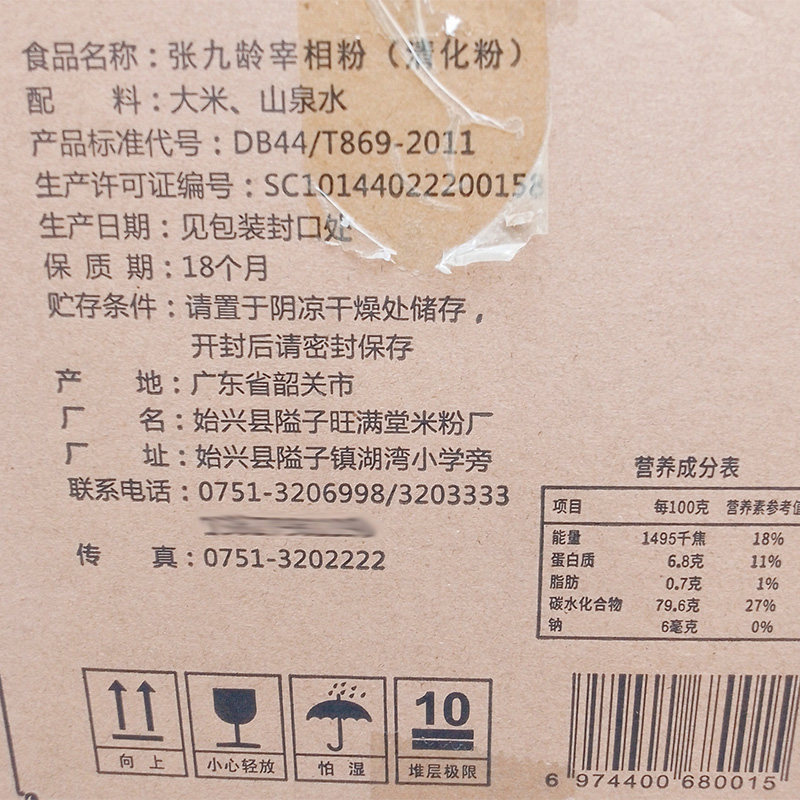 食品名称：张九龄宰相粉（清化粉）
配　　料：大米、山泉水
产品标准代号：DB44/T869-2011
生产许可证编号：SC10144022200158
生产日期：见包装封口处
保 质 期：18个月
贮存条件：请置于阴凉干燥处储存，
开封后请密封保存
产　　地：广东省韶关市
厂　　名：始兴县隘子旺满堂米粉厂
厂　　址：始兴县隘子镇湖湾小学旁
联系电话：0751-3206998/3203333
传　　真：0751-3202222
营养成分表
项目 每100克 营养素参考值
能量 1495千焦 18%
蛋白质 6.8克 11%
脂肪 0.7克 1%
碳水化合物 79.6克 27%
钠 6毫克 0%
10
向上 小心轻放 怕湿 堆层极限
6 974400 680015